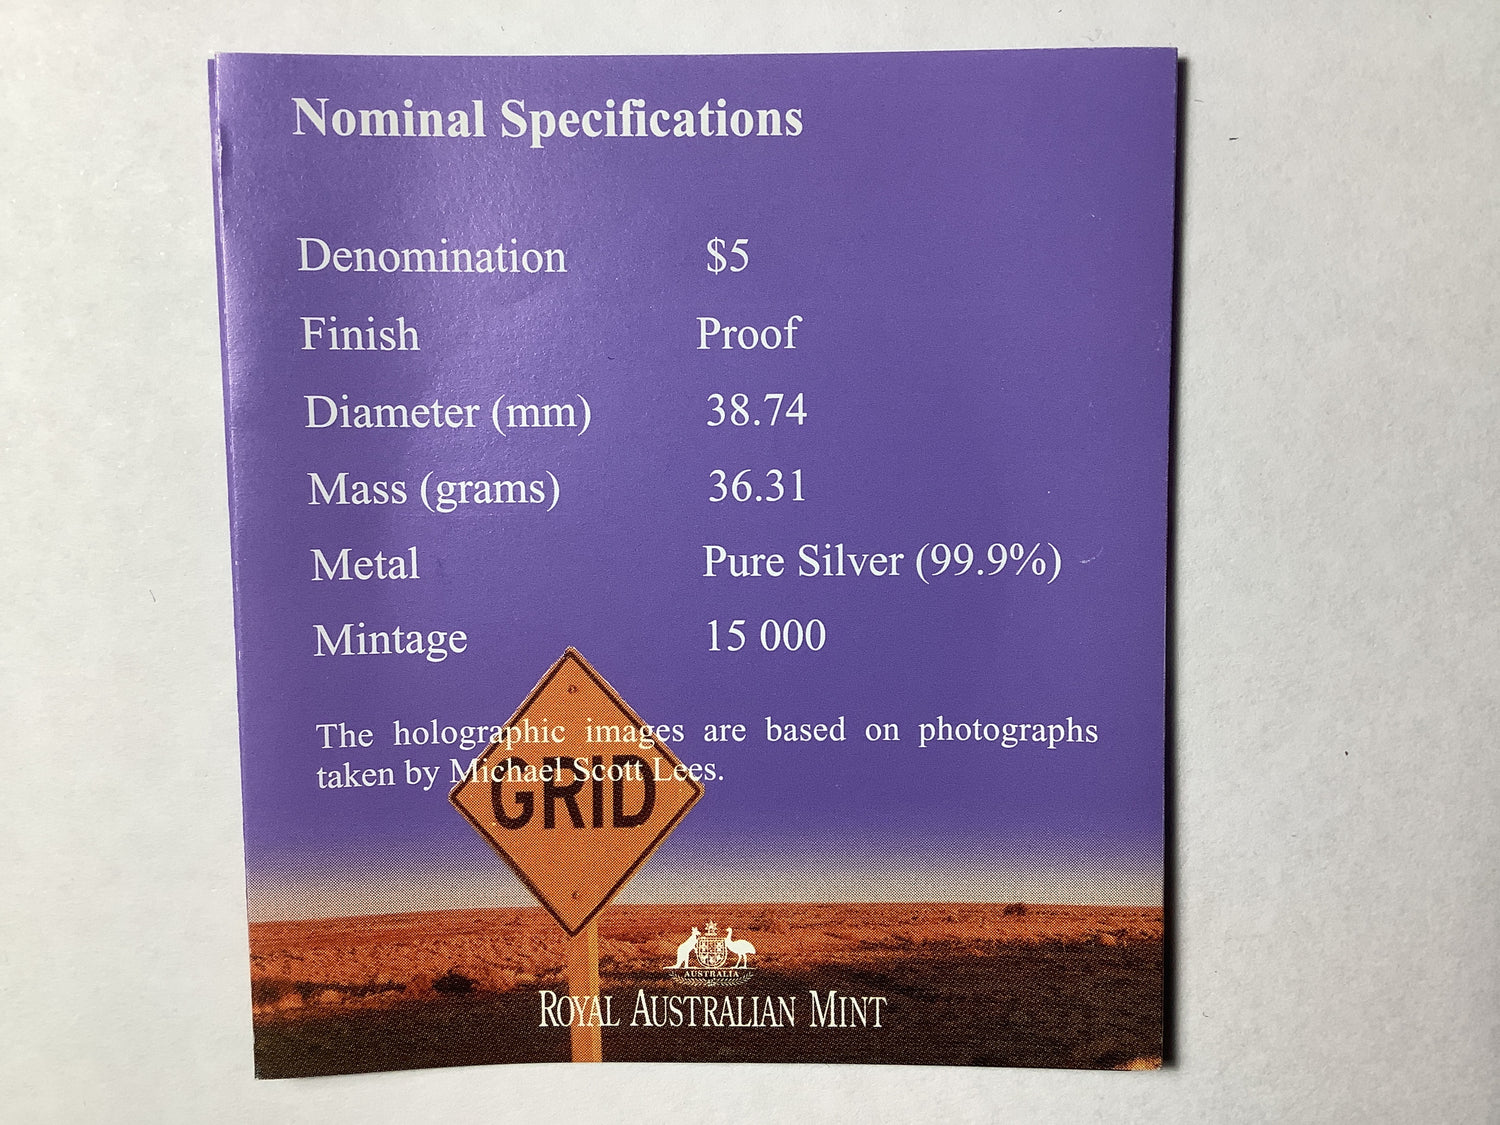 Nominal Specifications
Denomination $5
Finish Proof
Diameter (mm) 38.74
Mass (grams) 36.31
Metal Pure Silver (99.9%)
Mintage 15 000
The holographic images are based on photographs
taken by Michael Scott Lees.
GRID
AUSTRALIA
ROYAL AUSTRALIAN MINT